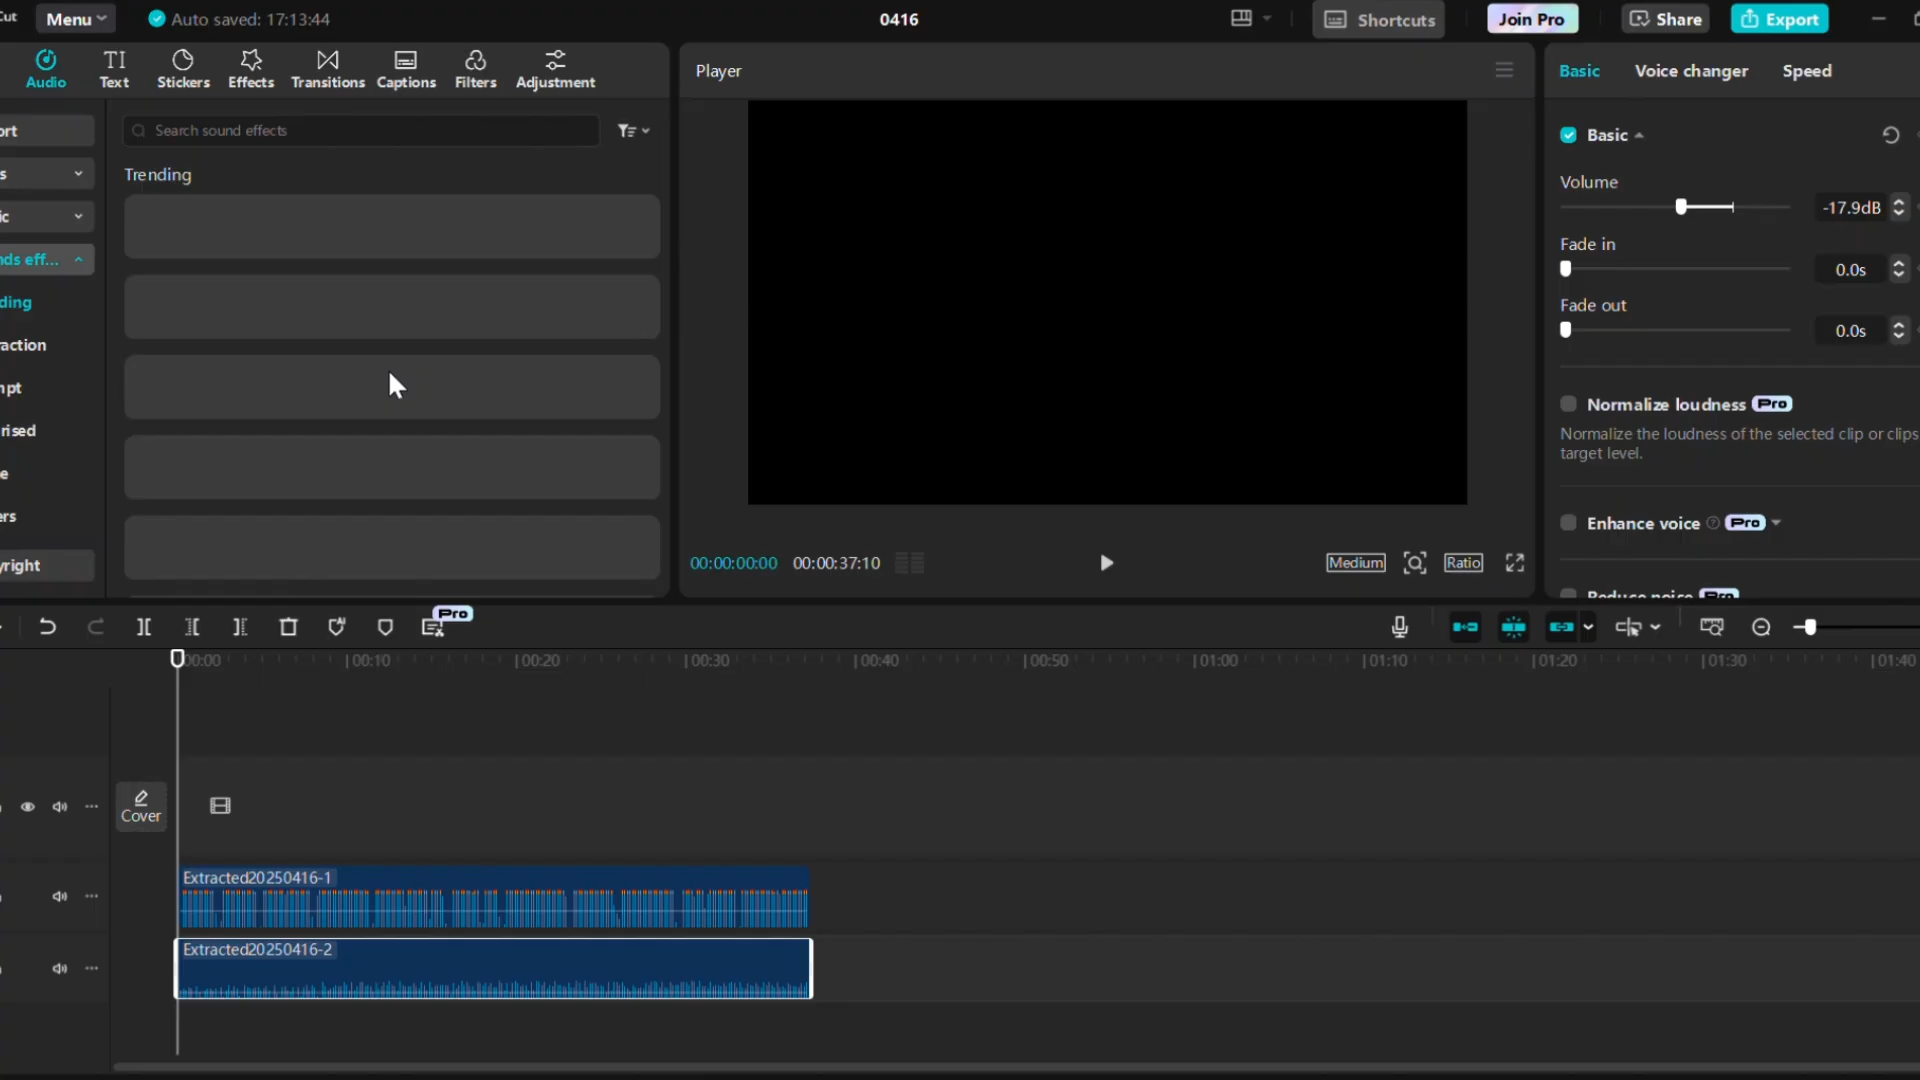 Cut
Menu
Auto saved: 17:13:44
0416
Shortcuts
Join Pro
Share
Export
Audio
Text
Stickers
Effects
Transitions
Captions
Filters
Adjustment
Player
Basic
Voice changer
Speed
ort
s
ic
nds eff...
ding
action
mpt
rised
e
ers
yright
Search sound effects
Trending
00:00:00:00
00:00:37:10
Medium
Ratio
Basic
Volume
-17.9dB
Fade in
0.0s
Fade out
0.0s
Normalize loudness Pro
Normalize the loudness of the selected clip or clips
target level.
Enhance voice Pro
Reduce noise Pro
Pro
00:00
00:10
00:20
00:30
00:40
00:50
01:00
01:10
01:20
01:30
01:40
Cover
Extracted20250416-1
Extracted20250416-2